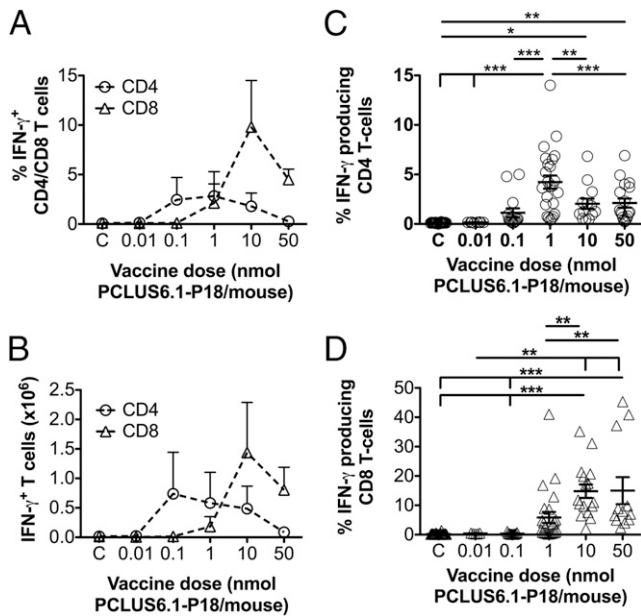 A
% IFN-γ⁺
CD4/CD8 T cells
15
10
5
0
CD4
CD8
C 0.01 0.1 1 10 50
Vaccine dose (nmol
PCLUS6.1-P18/mouse)
B
IFN-γ⁺ T cells (x10⁶)
2.5
2.0
1.5
1.0
0.5
0.0
CD4
CD8
C 0.01 0.1 1 10 50
Vaccine dose (nmol
PCLUS6.1-P18/mouse)
C
**
*
*** **
*** ***
% IFN-γ producing
CD4 T-cells
15
10
5
0
C 0.01 0.1 1 10 50
Vaccine dose (nmol
PCLUS6.1-P18/mouse)
D
**
**
**
***
***
% IFN-γ producing
CD8 T-cells
50
40
30
20
10
0
C 0.01 0.1 1 10 50
Vaccine dose (nmol
PCLUS6.1-P18/mouse)